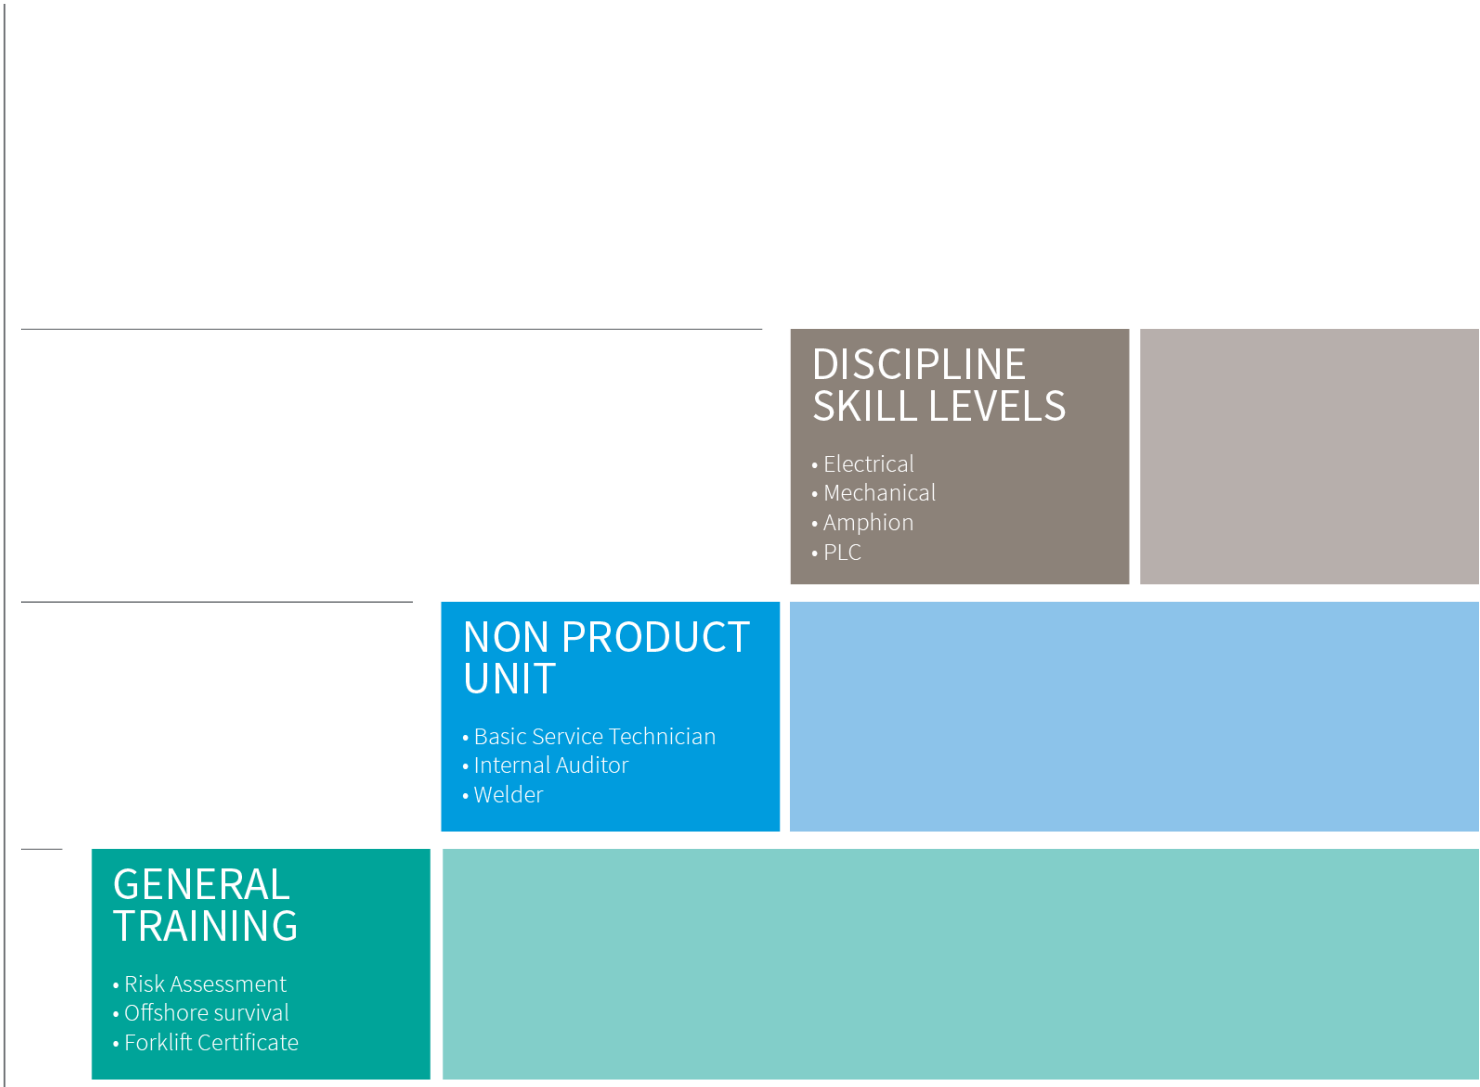 DISCIPLINE
SKILL LEVELS
• Electrical
• Mechanical
• Amphion
• PLC
NON PRODUCT
UNIT
• Basic Service Technician
• Internal Auditor
• Welder
GENERAL
TRAINING
• Risk Assessment
• Offshore survival
• Forklift Certificate